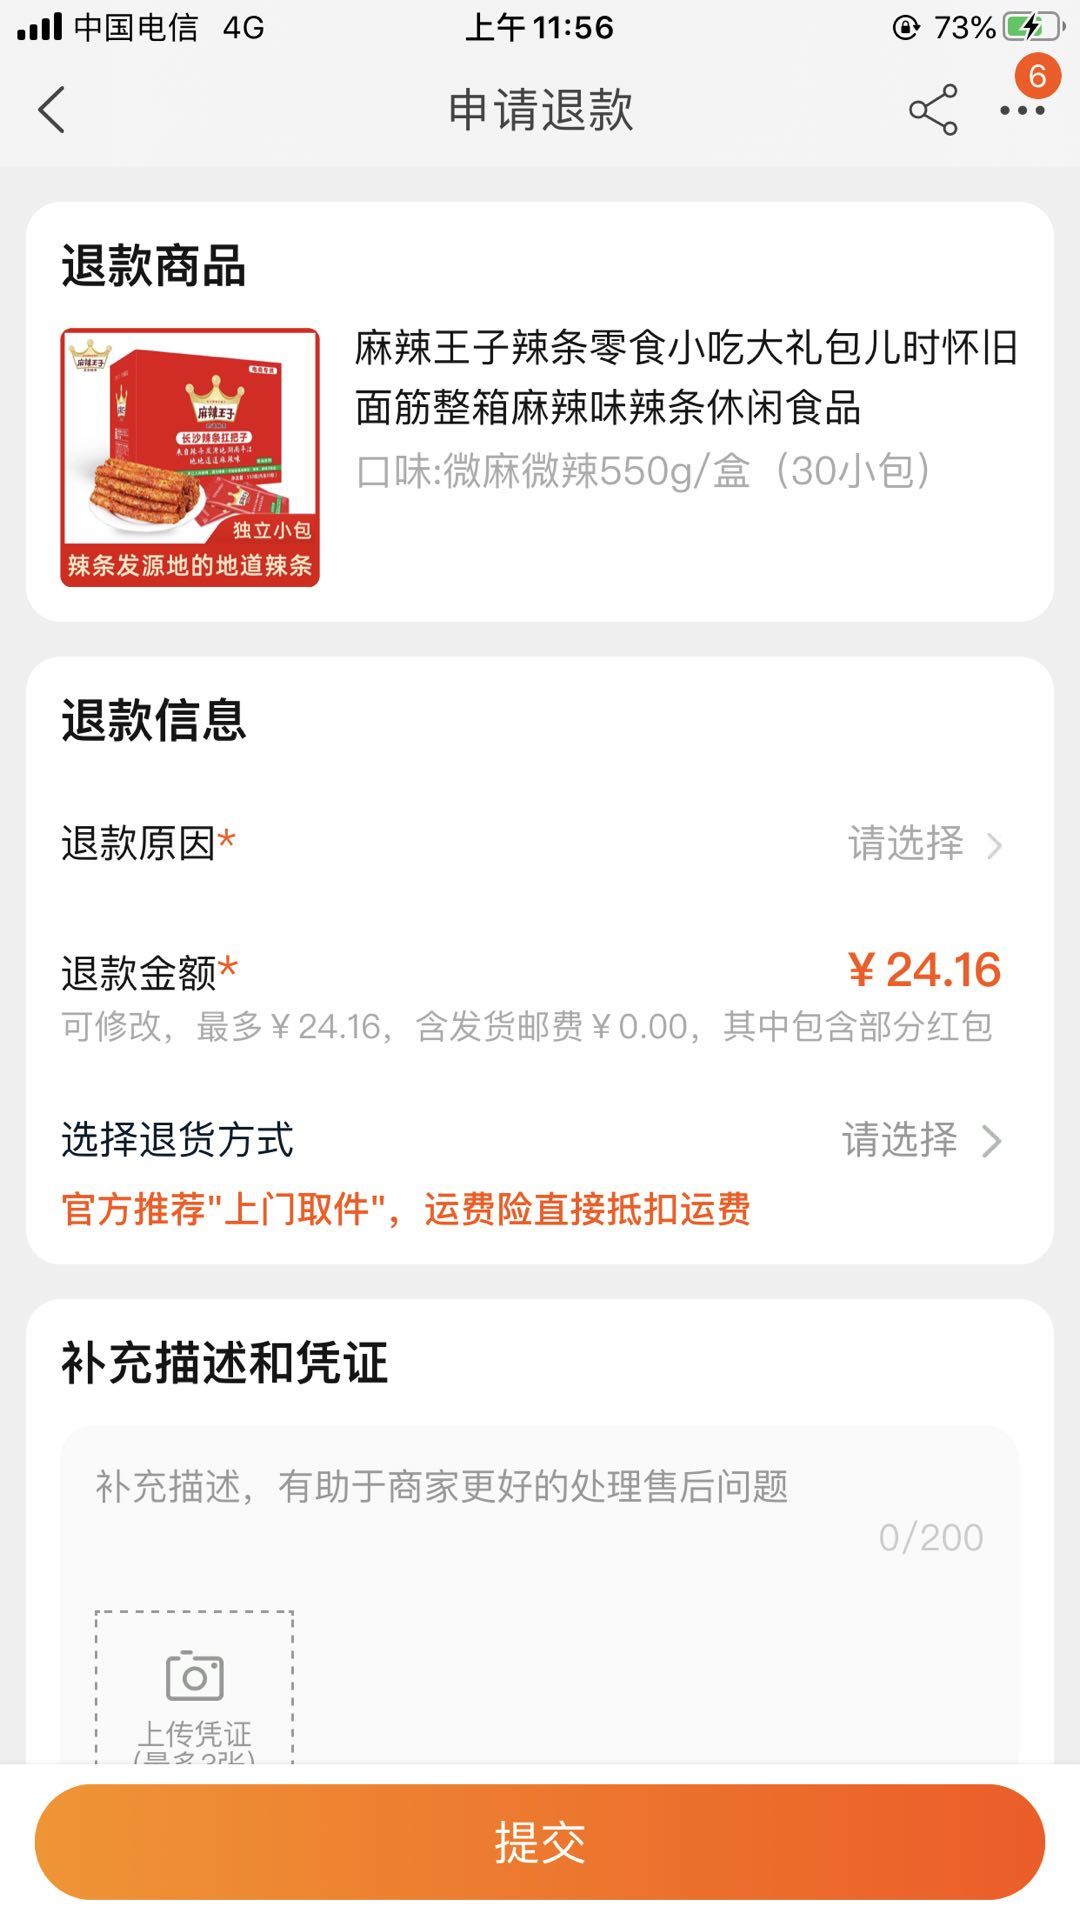 中国电信 4G 上午11:56 73%
申请退款 6
退款商品
麻辣王子辣条零食小吃大礼包儿时怀旧
面筋整箱麻辣味辣条休闲食品
口味:微麻微辣550g/盒（30小包）
麻辣王子
麻辣王子
长沙辣条扛把子
独立小包
辣条发源地的地道辣条
退款信息
退款原因* 请选择
退款金额* ¥24.16
可修改，最多¥24.16，含发货邮费¥0.00，其中包含部分红包
选择退货方式 请选择
官方推荐"上门取件"，运费险直接抵扣运费
补充描述和凭证
补充描述，有助于商家更好的处理售后问题
0/200
上传凭证
(最多3张)
提交